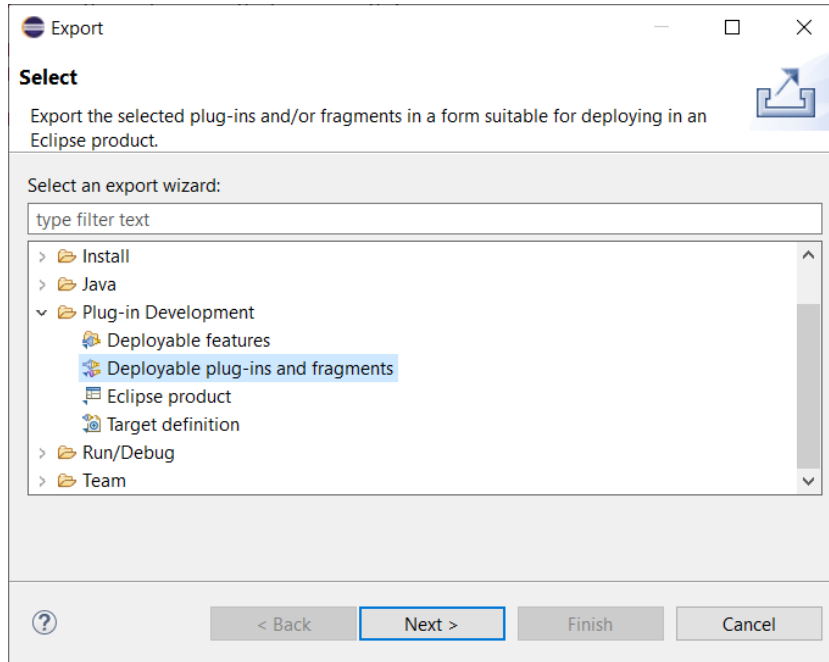 Export
Select
Export the selected plug-ins and/or fragments in a form suitable for deploying in an
Eclipse product.
Select an export wizard:
type filter text
Install
Java
Plug-in Development
Deployable features
Deployable plug-ins and fragments
Eclipse product
Target definition
Run/Debug
Team
? < Back Next > Finish Cancel